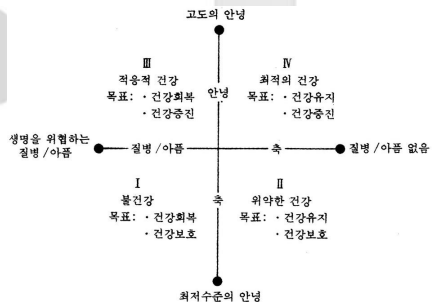 고도의 안녕
Ⅲ
적응적 건강
목표: · 건강회복
· 건강증진
안녕
Ⅳ
최적의 건강
목표: · 건강유지
· 건강증진
생명을 위협하는
질병/아픔
질병/아픔
축
질병/아픔 없음
Ⅰ
불건강
목표: · 건강회복
· 건강보호
축
Ⅱ
위약한 건강
목표: · 건강유지
· 건강보호
최저수준의 안녕